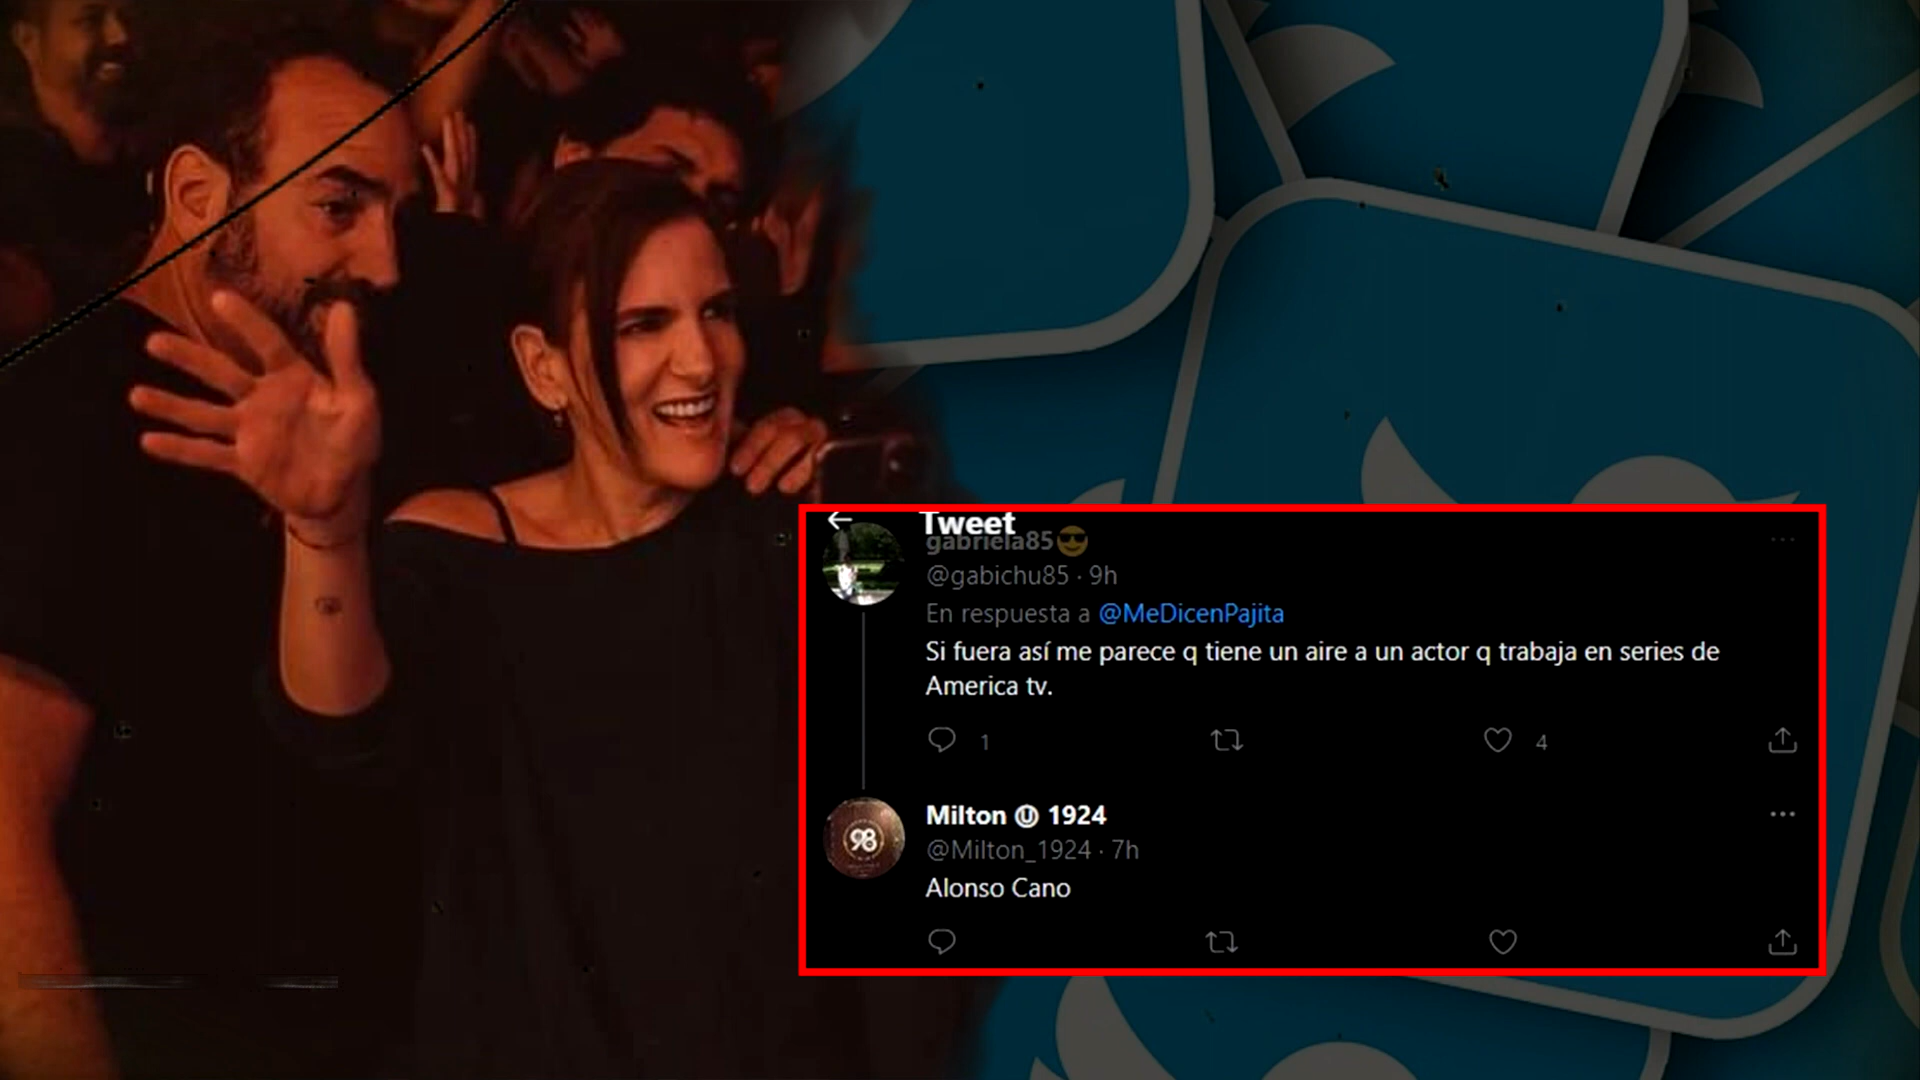 Tweet
gabriela85😎
@gabichu85 · 9h
En respuesta a @MeDicenPajita
Si fuera así me parece q tiene un aire a un actor q trabaja en series de
America tv.
1
4
98
Milton Ⓤ 1924
@Milton_1924 · 7h
Alonso Cano